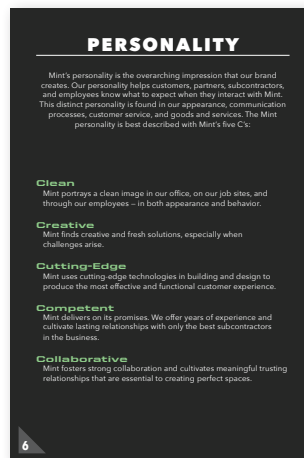 PERSONALITY
Mint's personality is the overarching impression that our brand
creates. Our personality helps customers, partners, subcontractors,
and employees know what to expect when they interact with Mint.
This distinct personality is found in our appearance, communication
processes, customer service, and goods and services. The Mint
personality is best described with Mint's five C's:
Clean
Mint portrays a clean image in our office, on our job sites, and
through our employees – in both appearance and behavior.
Creative
Mint finds creative and fresh solutions, especially when
challenges arise.
Cutting-Edge
Mint uses cutting-edge technologies in building and design to
produce the most effective and functional customer experience.
Competent
Mint delivers on its promises. We offer years of experience and
cultivate lasting relationships with only the best subcontractors
in the business.
Collaborative
Mint fosters strong collaboration and cultivates meaningful trusting
relationships that are essential to creating perfect spaces.
6